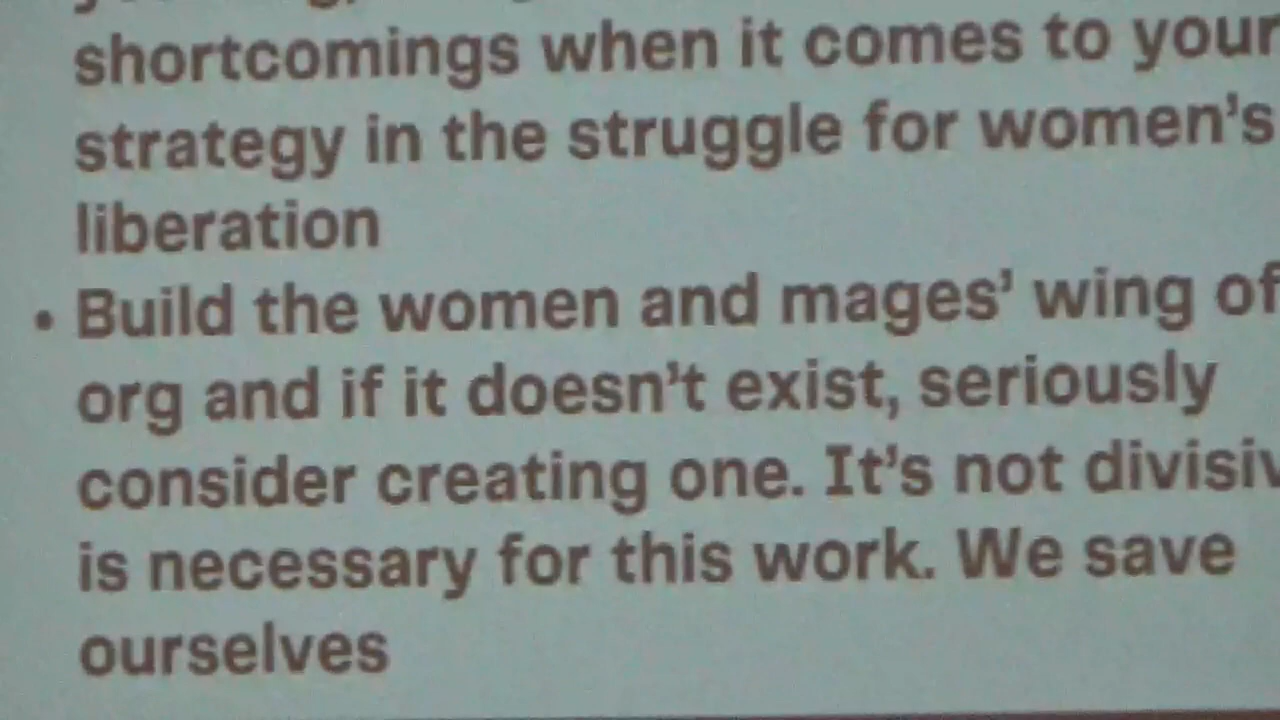 shortcomings when it comes to your
strategy in the struggle for women's
liberation
• Build the women and mages' wing of
org and if it doesn't exist, seriously
consider creating one. It's not
is necessary for this work. We save
ourselves